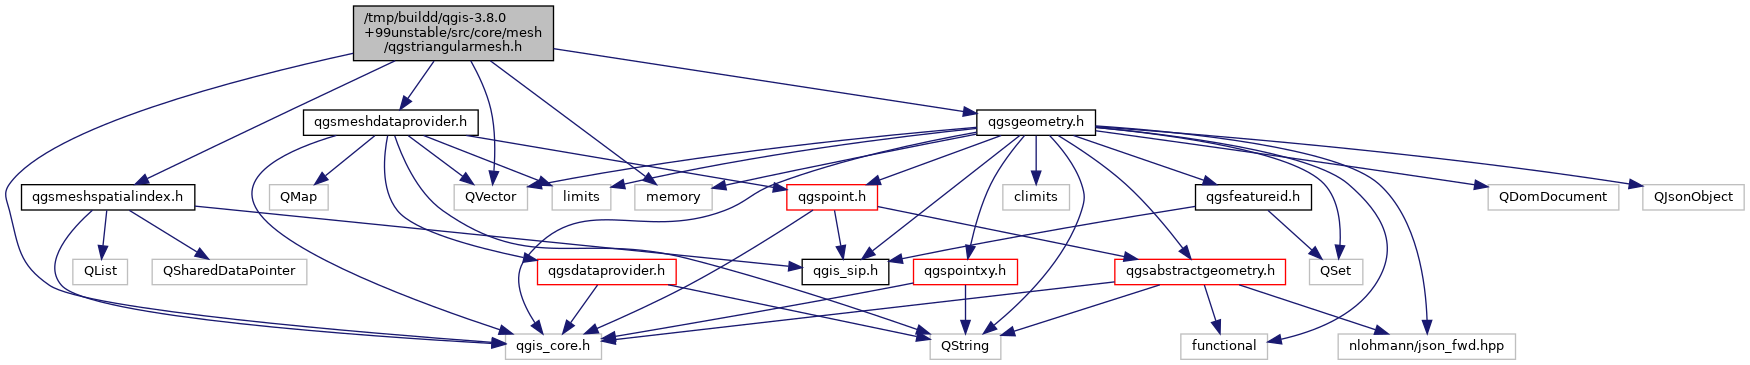 /tmp/buildd/qgis-3.8.0
+99unstable/src/core/mesh
/qgstriangularmesh.h
qgsmeshdataprovider.h
qgsgeometry.h
qgsmeshspatialindex.h
QMap
QVector
limits
memory
qgspoint.h
climits
qgsfeatureid.h
QDomDocument
QJsonObject
QList
QSharedDataPointer
qgsdataprovider.h
qgis_sip.h
qgspointxy.h
qgsabstractgeometry.h
QSet
qgis_core.h
QString
functional
nlohmann/json_fwd.hpp